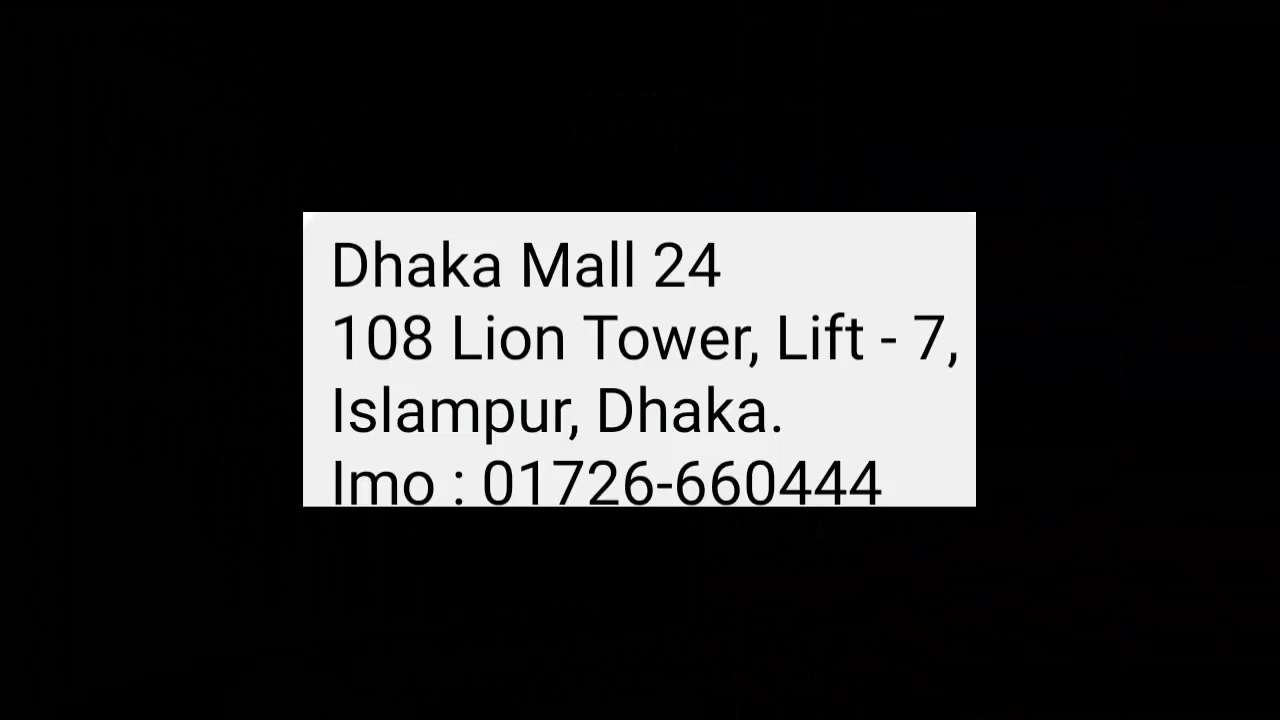 Dhaka Mall 24
108 Lion Tower, Lift - 7,
Islampur, Dhaka.
Imo : 01726-660444